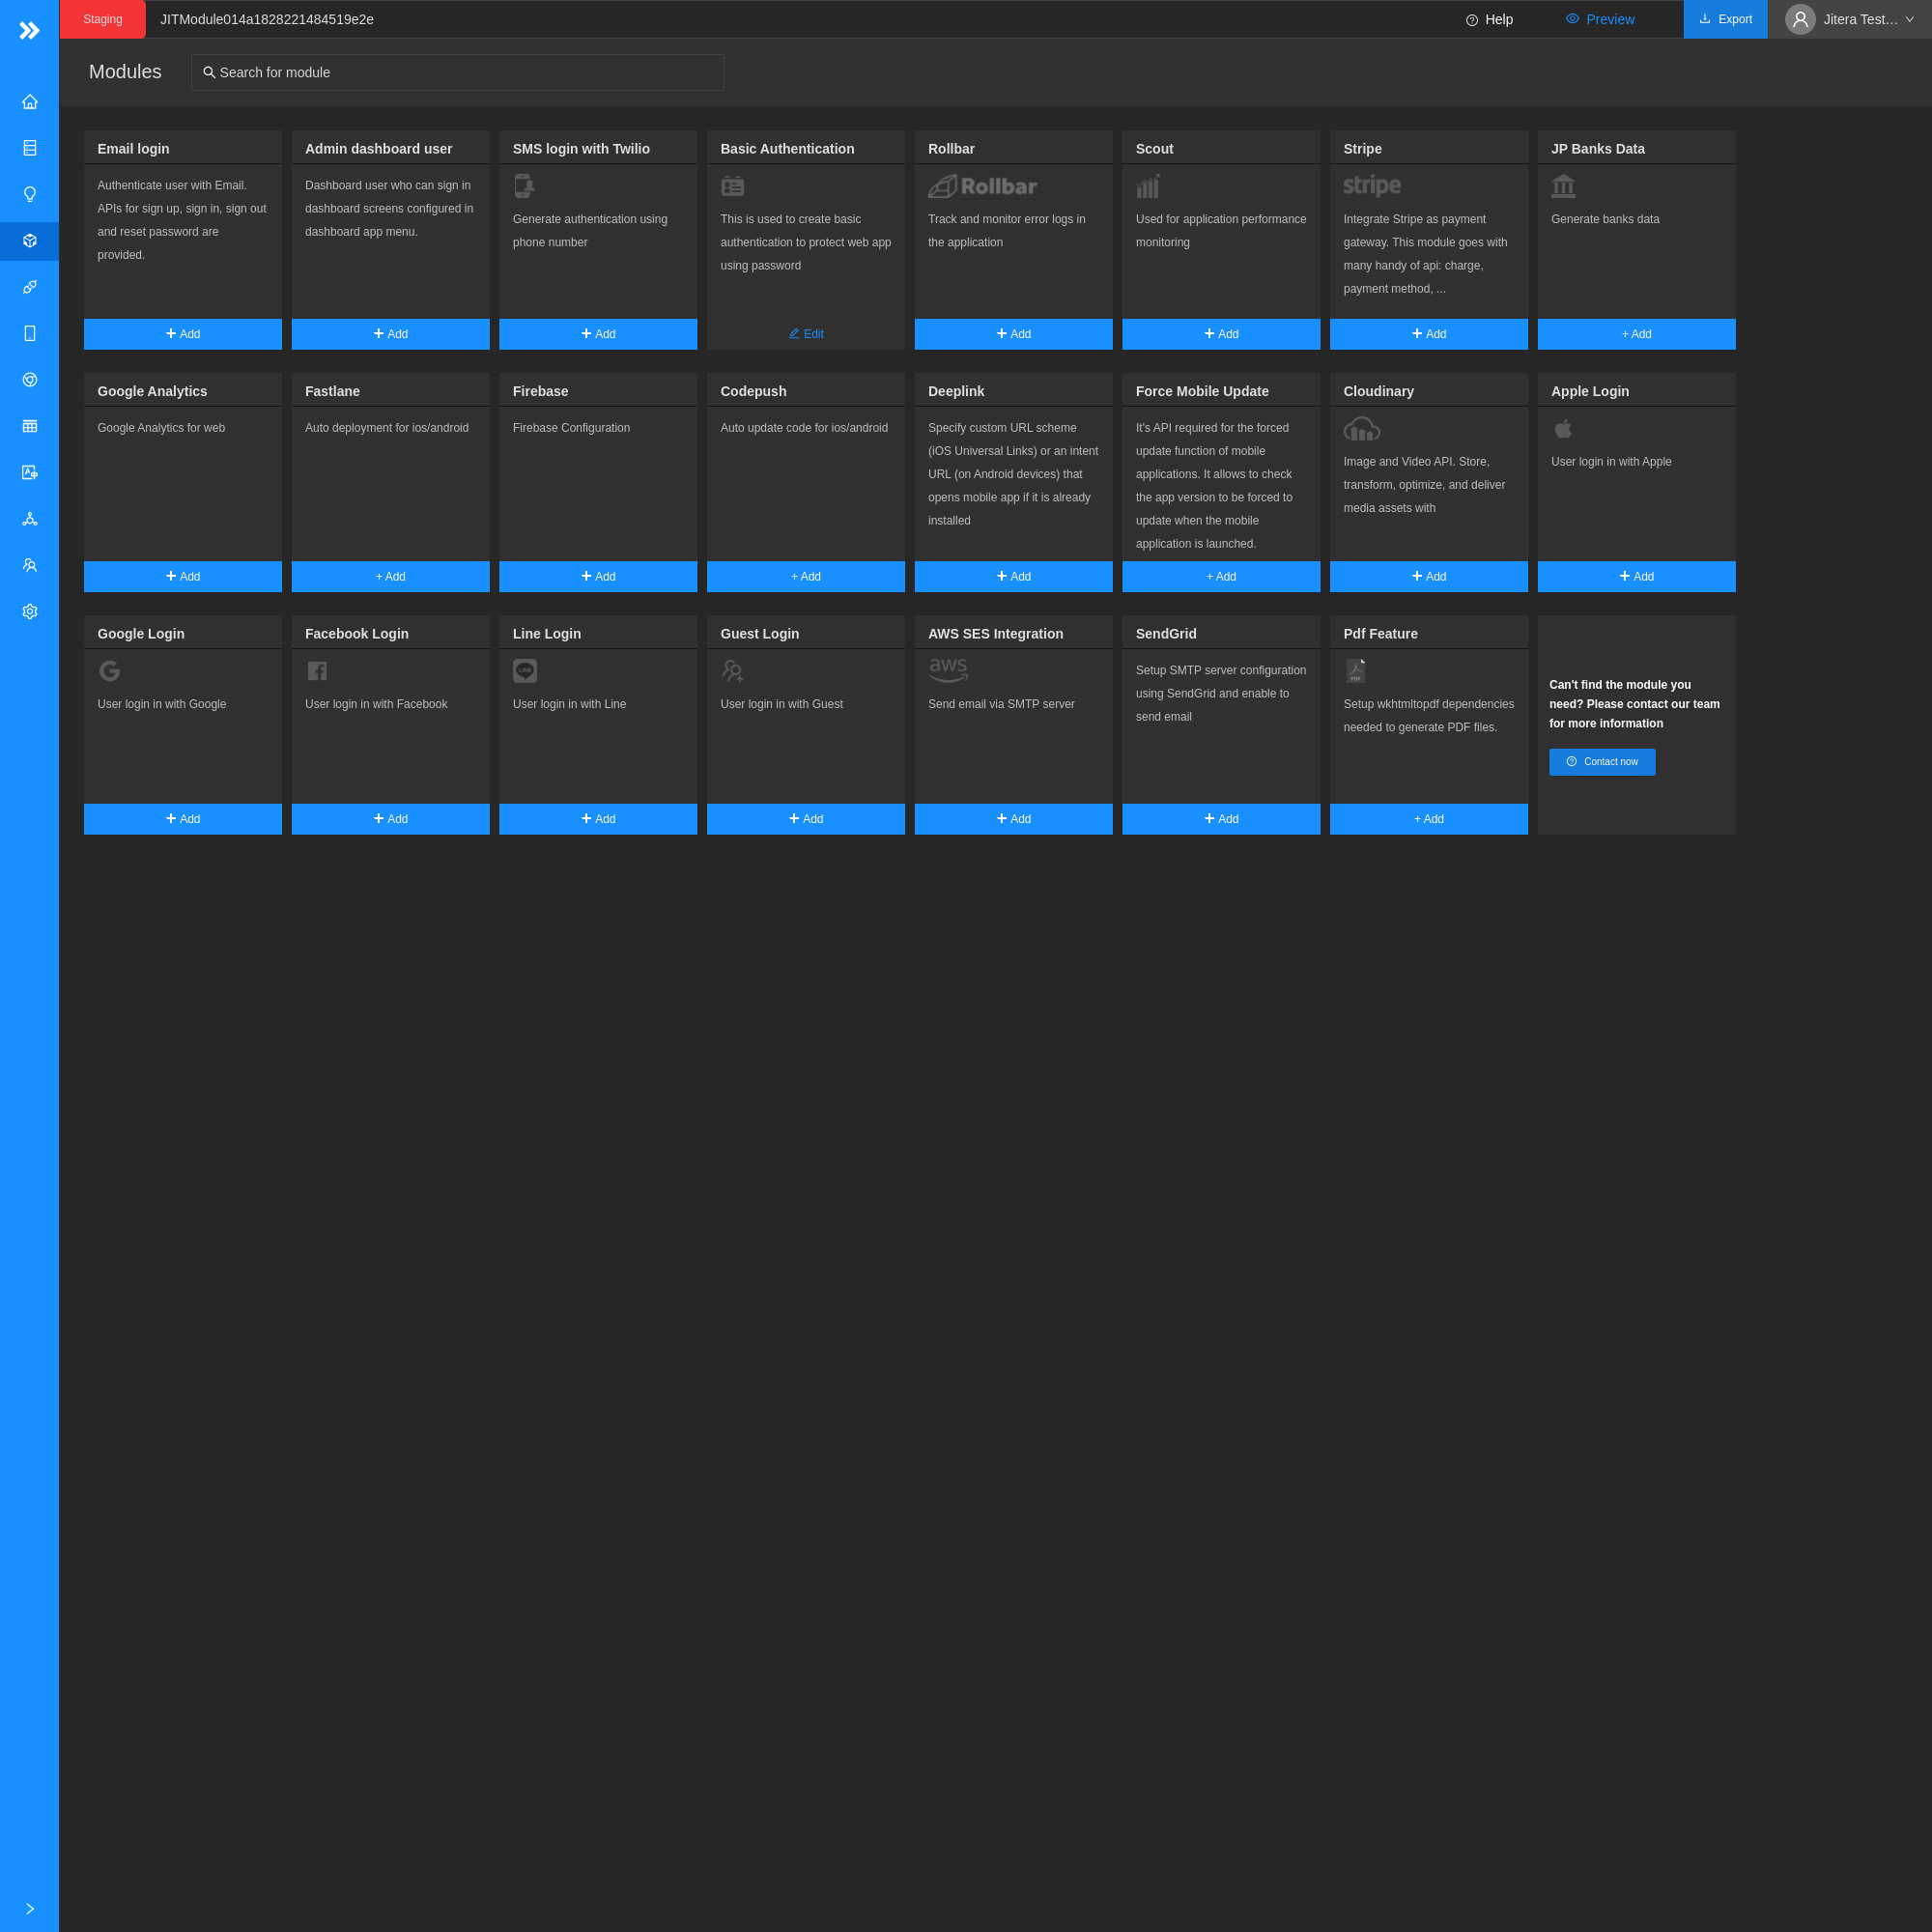 Staging
JITModule014a1828221484519e2e
Help
Preview
Export
Jitera Test…
Modules
Search for module
Email login
Authenticate user with Email.
APIs for sign up, sign in, sign out
and reset password are
provided.
Add
Admin dashboard user
Dashboard user who can sign in
dashboard screens configured in
dashboard app menu.
Add
SMS login with Twilio
Generate authentication using
phone number
Add
Basic Authentication
This is used to create basic
authentication to protect web app
using password
Edit
Rollbar
Rollbar
Track and monitor error logs in
the application
Add
Scout
Used for application performance
monitoring
Add
Stripe
stripe
Integrate Stripe as payment
gateway. This module goes with
many handy of api: charge,
payment method, ...
Add
JP Banks Data
Generate banks data
+ Add
Google Analytics
Google Analytics for web
Add
Fastlane
Auto deployment for ios/android
+ Add
Firebase
Firebase Configuration
Add
Codepush
Auto update code for ios/android
+ Add
Deeplink
Specify custom URL scheme
(iOS Universal Links) or an intent
URL (on Android devices) that
opens mobile app if it is already
installed
Add
Force Mobile Update
It's API required for the forced
update function of mobile
applications. It allows to check
the app version to be forced to
update when the mobile
application is launched.
+ Add
Cloudinary
Image and Video API. Store,
transform, optimize, and deliver
media assets with
Add
Apple Login
User login in with Apple
Add
Google Login
G
User login in with Google
Add
Facebook Login
User login in with Facebook
Add
Line Login
LINE
User login in with Line
Add
Guest Login
User login in with Guest
Add
AWS SES Integration
aws
Send email via SMTP server
Add
SendGrid
Setup SMTP server configuration
using SendGrid and enable to
send email
Add
Pdf Feature
PDF
Setup wkhtmltopdf dependencies
needed to generate PDF files.
+ Add
Can't find the module you
need? Please contact our team
for more information
Contact now